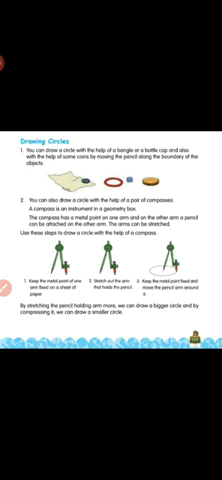 Drawing Circles
1. You can draw a circle with the help of a bangle or a bottle cap and also
with the help of some coins by moving the pencil along the boundary of the
objects.
2. You can also draw a circle with the help of a pair of compasses.
A compass is an instrument in a geometry box.
The compass has a metal point on one arm and on the other arm a pencil
can be attached on the other arm. The arms can be stretched.
Use these steps to draw a circle with the help of a compass.
1. Keep the metal point of one
arm fixed on a sheet of
paper.
2. Stretch out the arm
that holds the pencil.
3. Keep the metal point fixed and
move the pencil arm around
it.
By stretching the pencil holding arm more, we can draw a bigger circle and by
compressing it, we can draw a smaller circle.